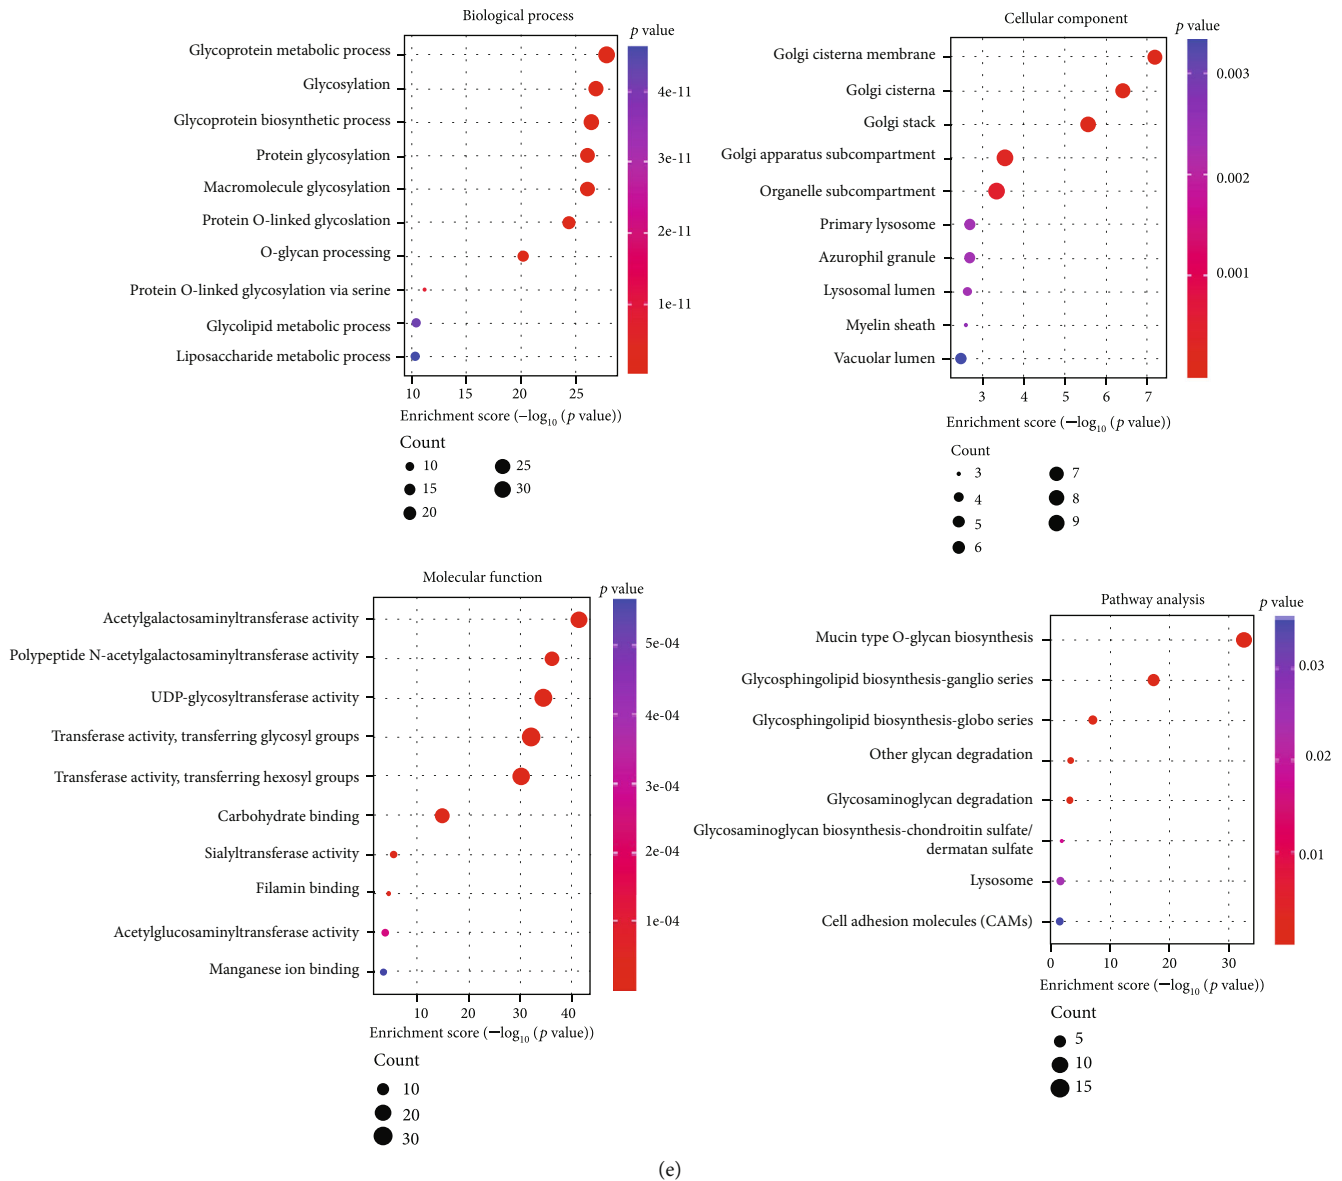 Biological process
p value
Glycoprotein metabolic process
Glycosylation
Glycoprotein biosynthetic process
Protein glycosylation
Macromolecule glycosylation
Protein O-linked glycoslation
O-glycan processing
Protein O-linked glycosylation via serine
Glycolipid metabolic process
Liposaccharide metabolic process
4e-11
3e-11
2e-11
1e-11
10 15 20 25
Enrichment score (−log10 (p value))
Count
10 25
15 30
20
Cellular component
p value
Golgi cisterna membrane
Golgi cisterna
Golgi stack
Golgi apparatus subcompartment
Organelle subcompartment
Primary lysosome
Azurophil granule
Lysosomal lumen
Myelin sheath
Vacuolar lumen
0.003
0.002
0.001
3 4 5 6 7
Enrichment score (−log10 (p value))
Count
3 7
4 8
5 9
6
Molecular function
p value
Acetylgalactosaminyltransferase activity
Polypeptide N-acetylgalactosaminyltransferase activity
UDP-glycosyltransferase activity
Transferase activity, transferring glycosyl groups
Transferase activity, transferring hexosyl groups
Carbohydrate binding
Sialyltransferase activity
Filamin binding
Acetylglucosaminyltransferase activity
Manganese ion binding
5e-04
4e-04
3e-04
2e-04
1e-04
10 20 30 40
Enrichment score (−log10 (p value))
Count
10
20
30
Pathway analysis
p value
Mucin type O-glycan biosynthesis
Glycosphingolipid biosynthesis-ganglio series
Glycosphingolipid biosynthesis-globo series
Other glycan degradation
Glycosaminoglycan degradation
Glycosaminoglycan biosynthesis-chondroitin sulfate/
dermatan sulfate
Lysosome
Cell adhesion molecules (CAMs)
0.03
0.02
0.01
0 10 20 30
Enrichment score (−log10 (p value))
Count
5
10
15
(e)